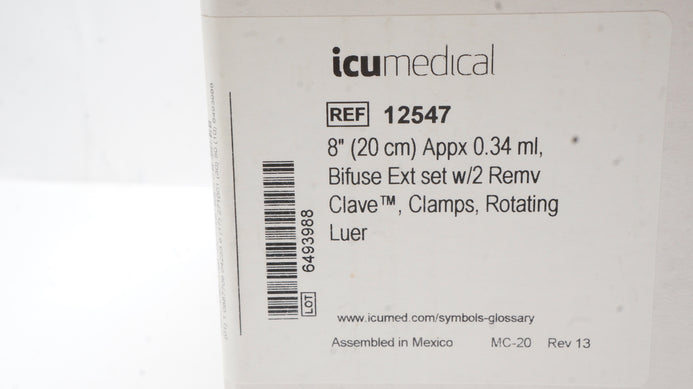 icumedical
REF 12547
8" (20 cm) Appx 0.34 ml,
Bifuse Ext set w/2 Remv
Clave™, Clamps, Rotating
Luer
LOT 6493988
www.icumed.com/symbols-glossary
Assembled in Mexico MC-20 Rev 13